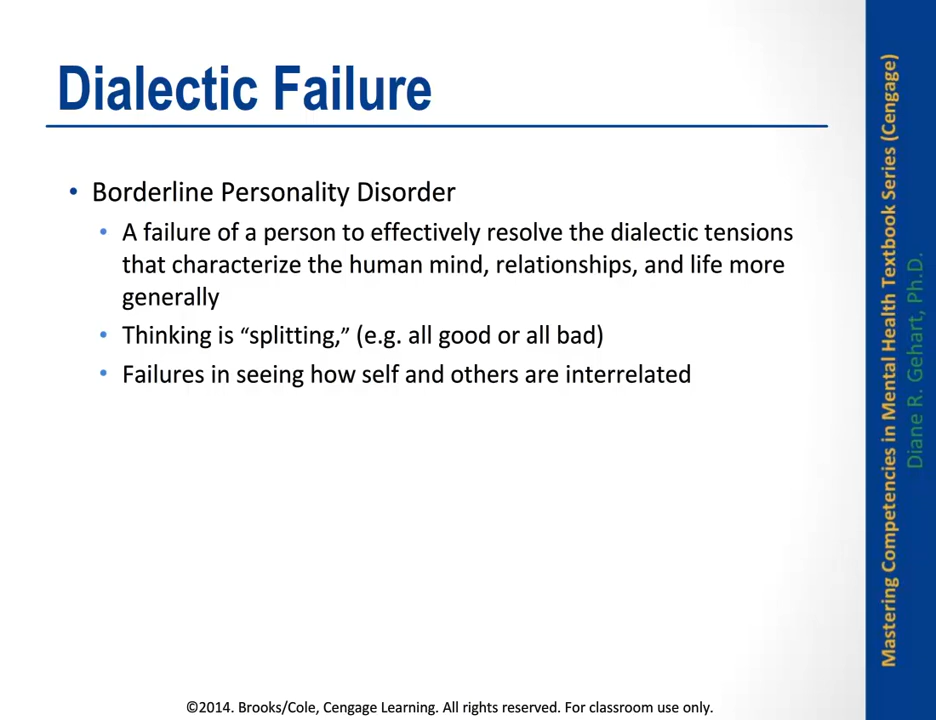 Dialectic Failure
• Borderline Personality Disorder
• A failure of a person to effectively resolve the dialectic tensions
that characterize the human mind, relationships, and life more
generally
• Thinking is “splitting,” (e.g. all good or all bad)
• Failures in seeing how self and others are interrelated
©2014. Brooks/Cole, Cengage Learning. All rights reserved. For classroom use only.
Mastering Competencies in Mental Health Textbook Series (Cengage)
Diane R. Gehart, Ph.D.